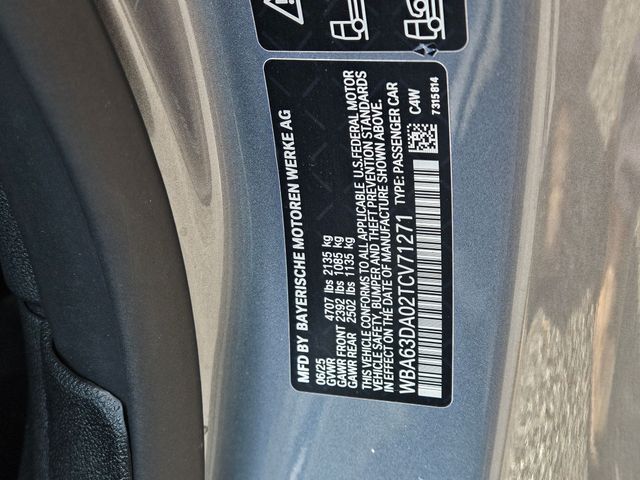 MFD BY BAYERISCHE MOTOREN WERKE AG
06/25
GVWR 4707 lbs 2135 kg
GAWR FRONT 2392 lbs 1085 kg
GAWR REAR 2502 lbs 1135 kg
THIS VEHICLE CONFORMS TO ALL APPLICABLE U.S. FEDERAL MOTOR
VEHICLE SAFETY, BUMPER AND THEFT PREVENTION STANDARDS
IN EFFECT ON THE DATE OF MANUFACTURE SHOWN ABOVE.
WBA63DA02TCV71271 TYPE: PASSENGER CAR
C4W
7315814